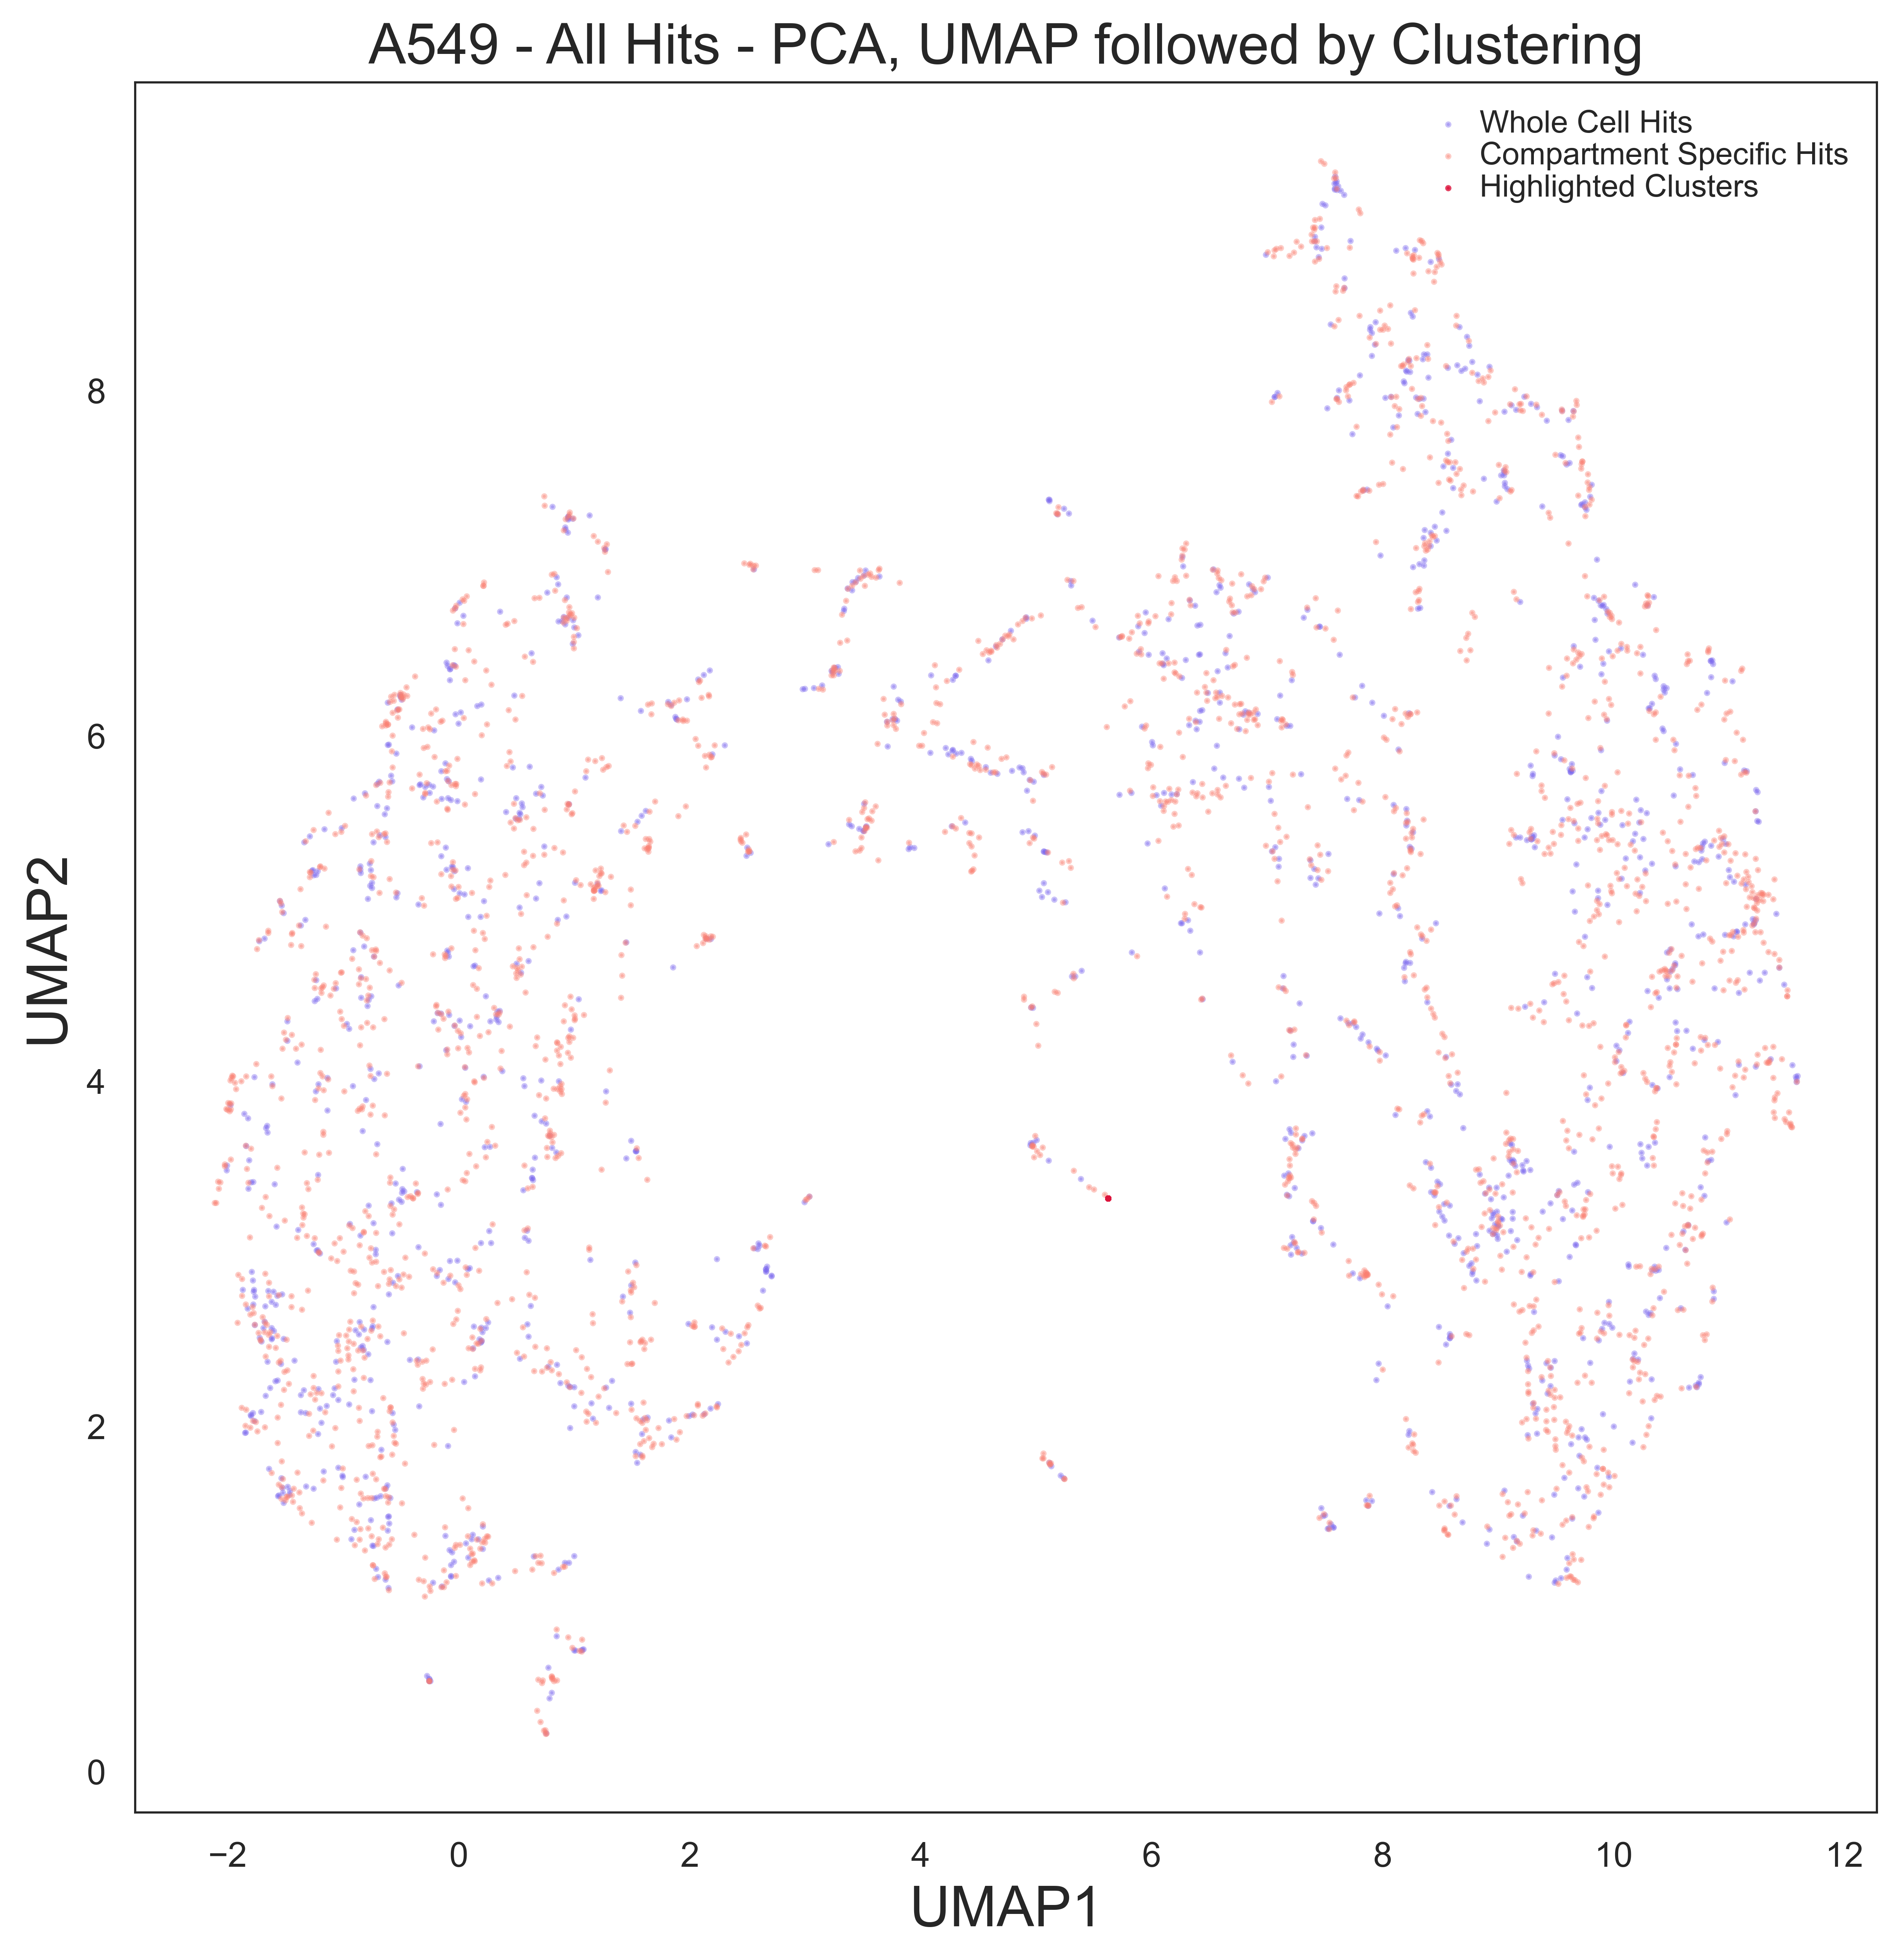 A549 - All Hits - PCA, UMAP followed by Clustering
Whole Cell Hits
Compartment Specific Hits
Highlighted Clusters
UMAP2
8
6
4
2
0
−2 0 2 4 6 8 10 12
UMAP1